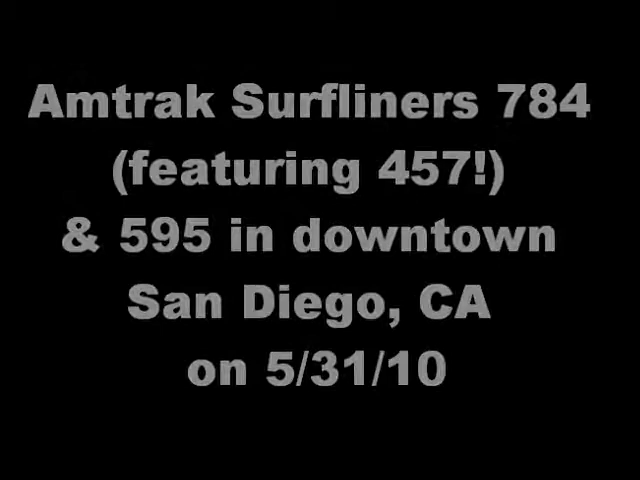 Amtrak Surfliners 784
(featuring 457!)
& 595 in downtown
San Diego, CA
on 5/31/10